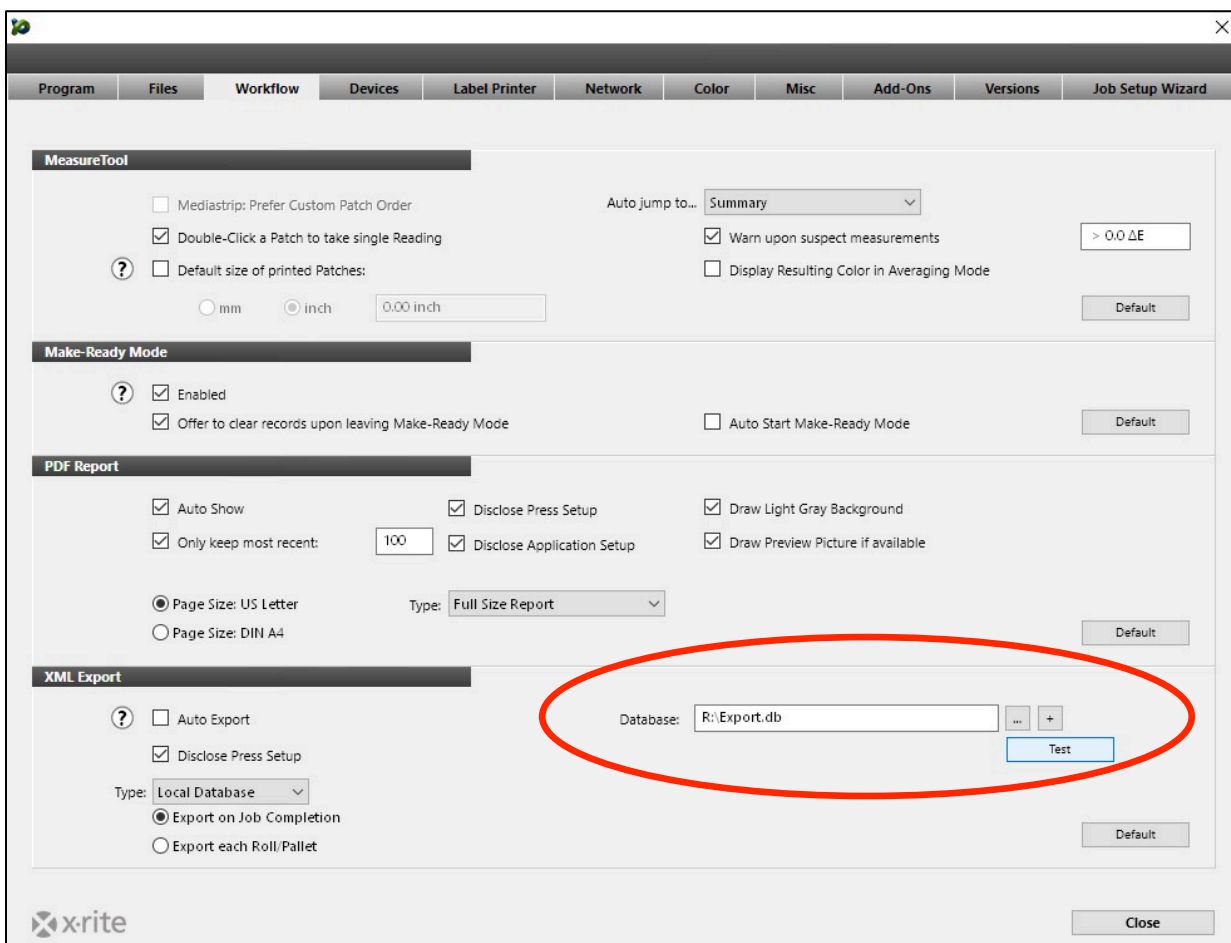 Program Files Workflow Devices Label Printer Network Color Misc Add-Ons Versions Job Setup Wizard
MeasureTool
Mediastrip: Prefer Custom Patch Order
Auto jump to... Summary
Double-Click a Patch to take single Reading
Warn upon suspect measurements > 0.0 ΔE
? Default size of printed Patches:
Display Resulting Color in Averaging Mode
mm inch 0.00 inch
Default
Make-Ready Mode
? Enabled
Offer to clear records upon leaving Make-Ready Mode
Auto Start Make-Ready Mode
Default
PDF Report
Auto Show
Disclose Press Setup
Draw Light Gray Background
Only keep most recent: 100
Disclose Application Setup
Draw Preview Picture if available
Page Size: US Letter
Type: Full Size Report
Page Size: DIN A4
Default
XML Export
? Auto Export
Database: R:\Export.db ... +
Disclose Press Setup
Test
Type: Local Database
Export on Job Completion
Default
Export each Roll/Pallet
x·rite
Close